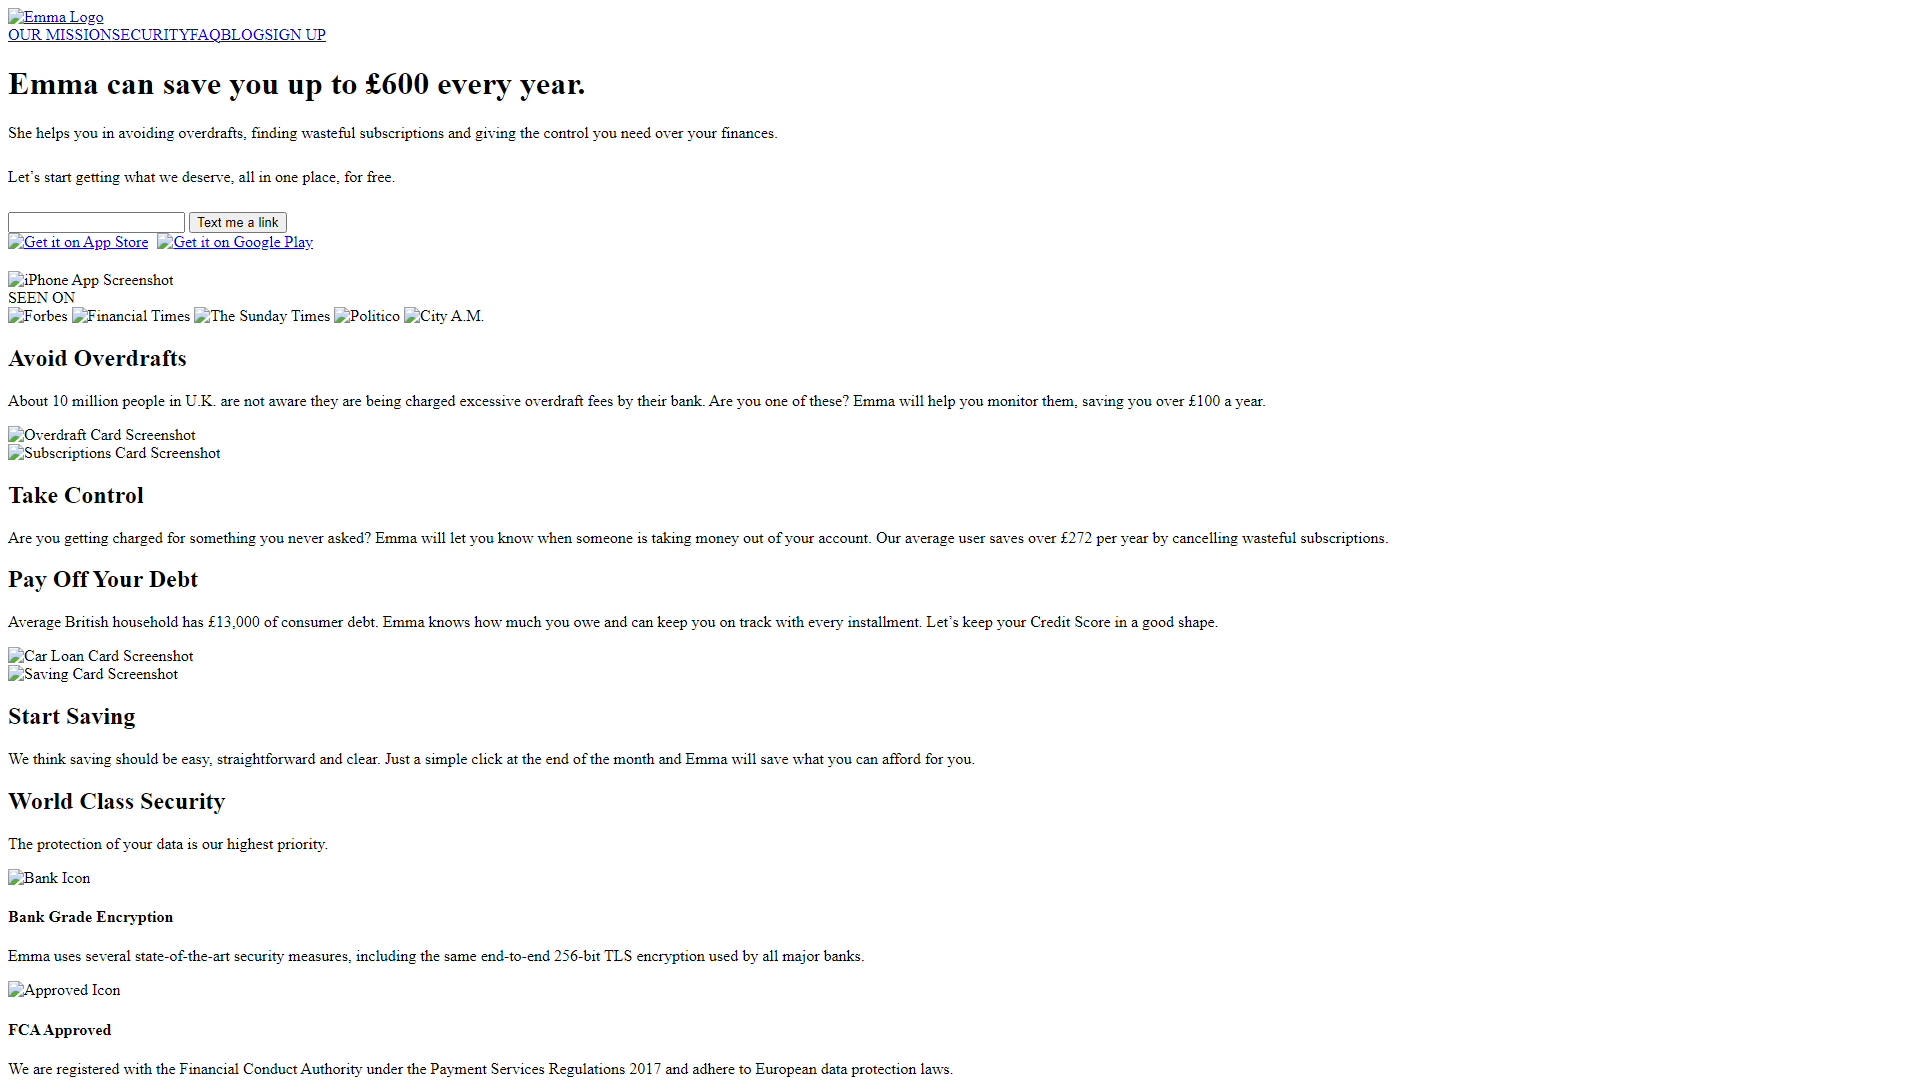 Emma Logo
OUR MISSIONSECURITYFAQBLOGSIGN UP
Emma can save you up to £600 every year.
She helps you in avoiding overdrafts, finding wasteful subscriptions and giving the control you need over your finances.
Let’s start getting what we deserve, all in one place, for free.
Text me a link
Get it on App Store Get it on Google Play
iPhone App Screenshot
SEEN ON
Forbes Financial Times The Sunday Times Politico City A.M.
Avoid Overdrafts
About 10 million people in U.K. are not aware they are being charged excessive overdraft fees by their bank. Are you one of these? Emma will help you monitor them, saving you over £100 a year.
Overdraft Card Screenshot
Subscriptions Card Screenshot
Take Control
Are you getting charged for something you never asked? Emma will let you know when someone is taking money out of your account. Our average user saves over £272 per year by cancelling wasteful subscriptions.
Pay Off Your Debt
Average British household has £13,000 of consumer debt. Emma knows how much you owe and can keep you on track with every installment. Let’s keep your Credit Score in a good shape.
Car Loan Card Screenshot
Saving Card Screenshot
Start Saving
We think saving should be easy, straightforward and clear. Just a simple click at the end of the month and Emma will save what you can afford for you.
World Class Security
The protection of your data is our highest priority.
Bank Icon
Bank Grade Encryption
Emma uses several state-of-the-art security measures, including the same end-to-end 256-bit TLS encryption used by all major banks.
Approved Icon
FCA Approved
We are registered with the Financial Conduct Authority under the Payment Services Regulations 2017 and adhere to European data protection laws.